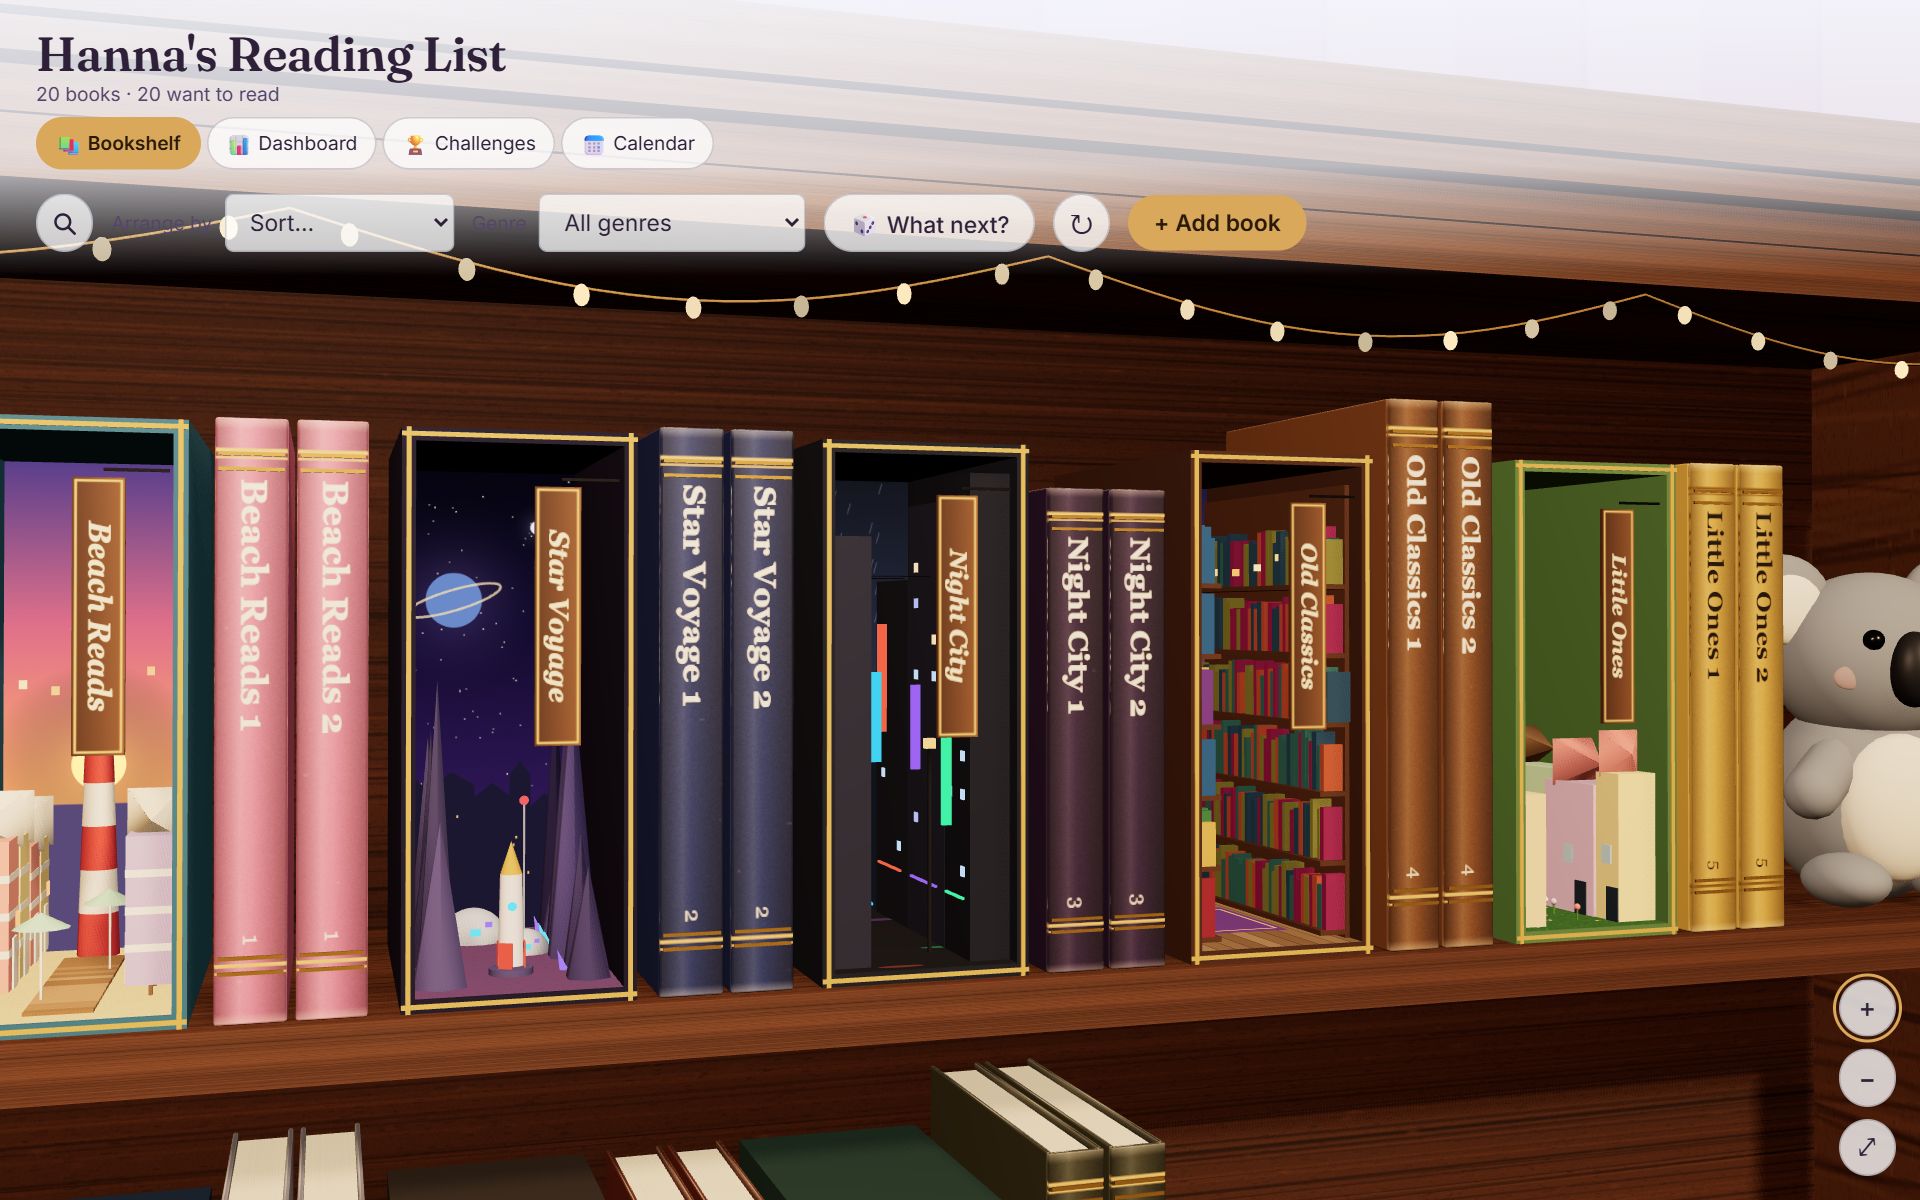 Hanna's Reading List
20 books · 20 want to read
Bookshelf
Dashboard
Challenges
Calendar
Arrange by
Sort...
Genre
All genres
What next?
+ Add book
Beach Reads
Beach Reads 1
1
Beach Reads 2
1
Star Voyage
Star Voyage 1
2
Star Voyage 2
2
Night City
Night City 1
3
Night City 2
3
Old Classics
Old Classics 1
4
Old Classics 2
4
Little Ones
Little Ones 1
5
Little Ones 2
5
+
−